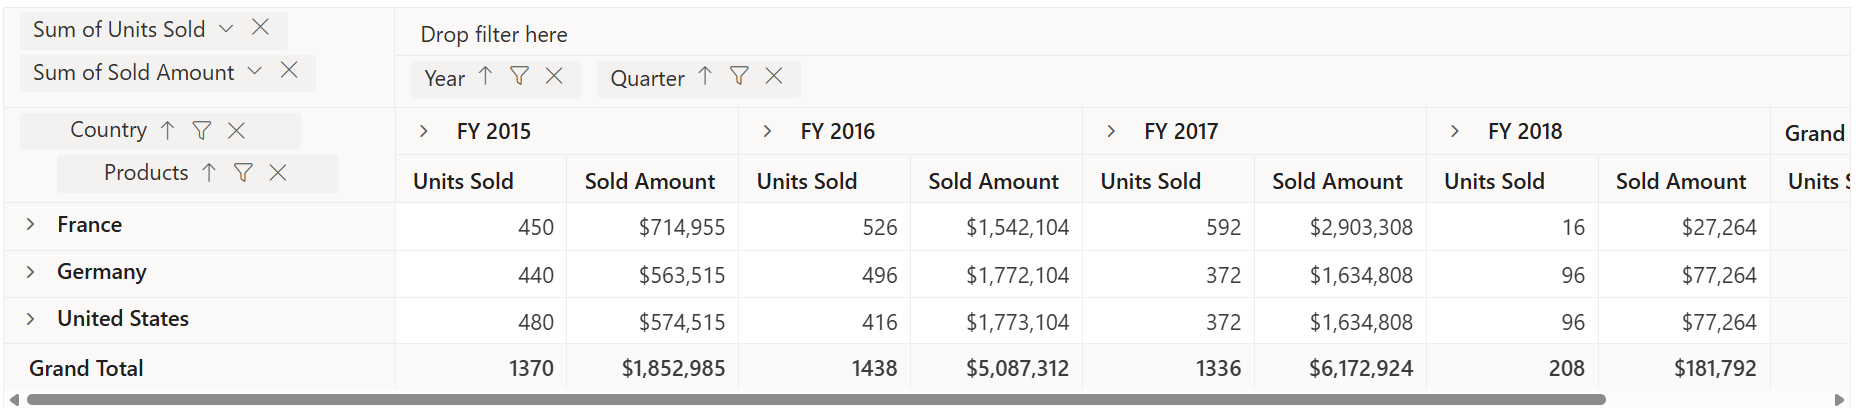 Sum of Units Sold
Sum of Sold Amount
Drop filter here
Year Quarter
Country
Products
FY 2015 FY 2016 FY 2017 FY 2018 Grand
Units Sold Sold Amount Units Sold Sold Amount Units Sold Sold Amount Units Sold Sold Amount Units
France 450 $714,955 526 $1,542,104 592 $2,903,308 16 $27,264
Germany 440 $563,515 496 $1,772,104 372 $1,634,808 96 $77,264
United States 480 $574,515 416 $1,773,104 372 $1,634,808 96 $77,264
Grand Total 1370 $1,852,985 1438 $5,087,312 1336 $6,172,924 208 $181,792